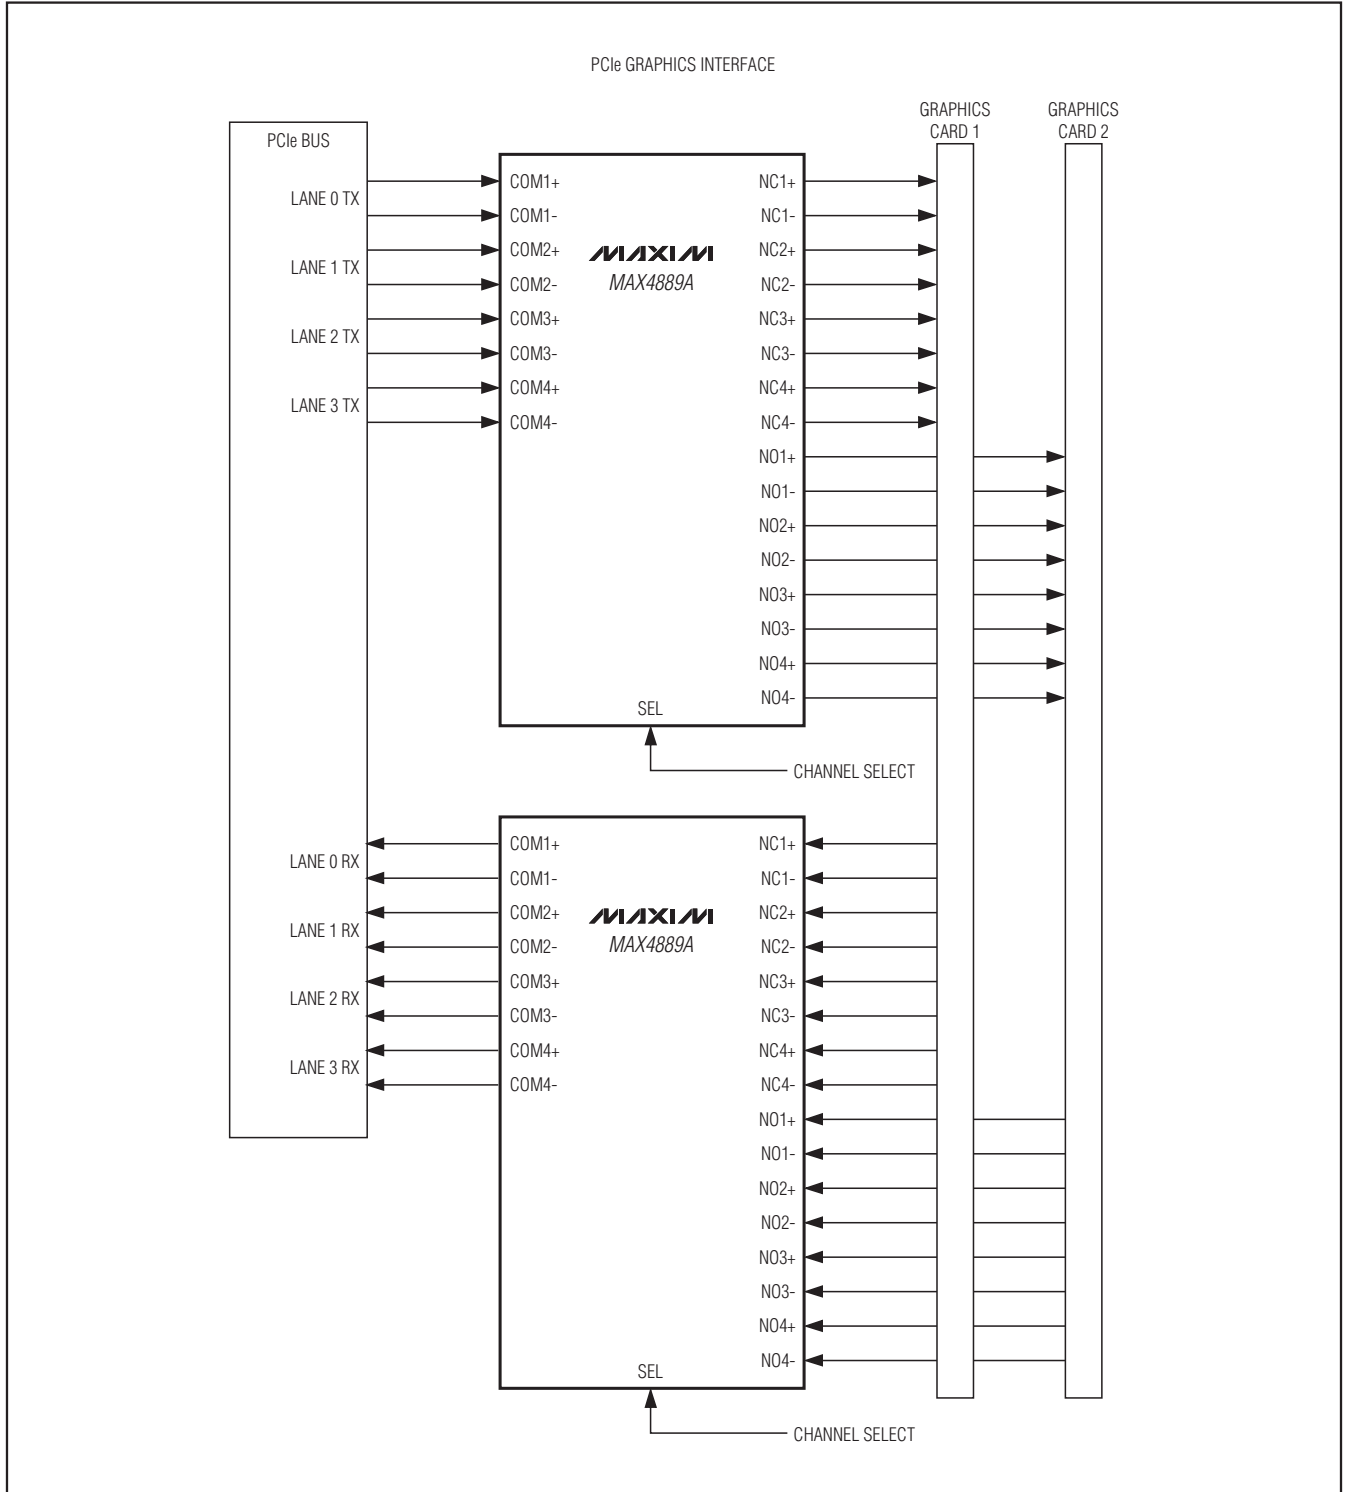 PCIe GRAPHICS INTERFACE
GRAPHICS
CARD 1
GRAPHICS
CARD 2
PCIe BUS
LANE 0 TX
LANE 1 TX
LANE 2 TX
LANE 3 TX
COM1+
COM1-
COM2+
COM2-
COM3+
COM3-
COM4+
COM4-
MAXIM
MAX4889A
NC1+
NC1-
NC2+
NC2-
NC3+
NC3-
NC4+
NC4-
NO1+
NO1-
NO2+
NO2-
NO3+
NO3-
NO4+
NO4-
SEL
CHANNEL SELECT
LANE 0 RX
LANE 1 RX
LANE 2 RX
LANE 3 RX
COM1+
COM1-
COM2+
COM2-
COM3+
COM3-
COM4+
COM4-
MAXIM
MAX4889A
NC1+
NC1-
NC2+
NC2-
NC3+
NC3-
NC4+
NC4-
NO1+
NO1-
NO2+
NO2-
NO3+
NO3-
NO4+
NO4-
SEL
CHANNEL SELECT